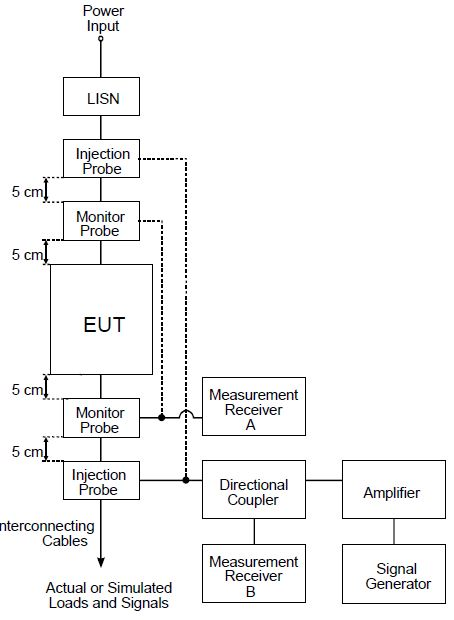 Power
Input
LISN
Injection
Probe
5 cm
Monitor
Probe
5 cm
EUT
5 cm
Monitor
Probe
Measurement
Receiver
A
5 cm
Injection
Probe
Directional
Coupler
Amplifier
nterconnecting
Cables
Measurement
Receiver
B
Signal
Generator
Actual or Simulated
Loads and Signals